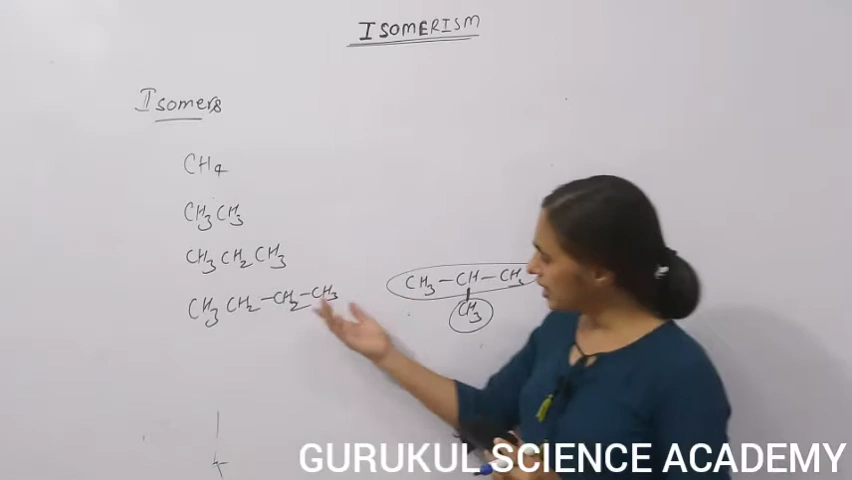 ISOMERISM
Isomers
CH4
CH3 CH3
CH3 CH2 CH3
CH3 CH2 - CH2 - CH3
CH3 - CH - CH3
CH3
GURUKUL SCIENCE ACADEMY